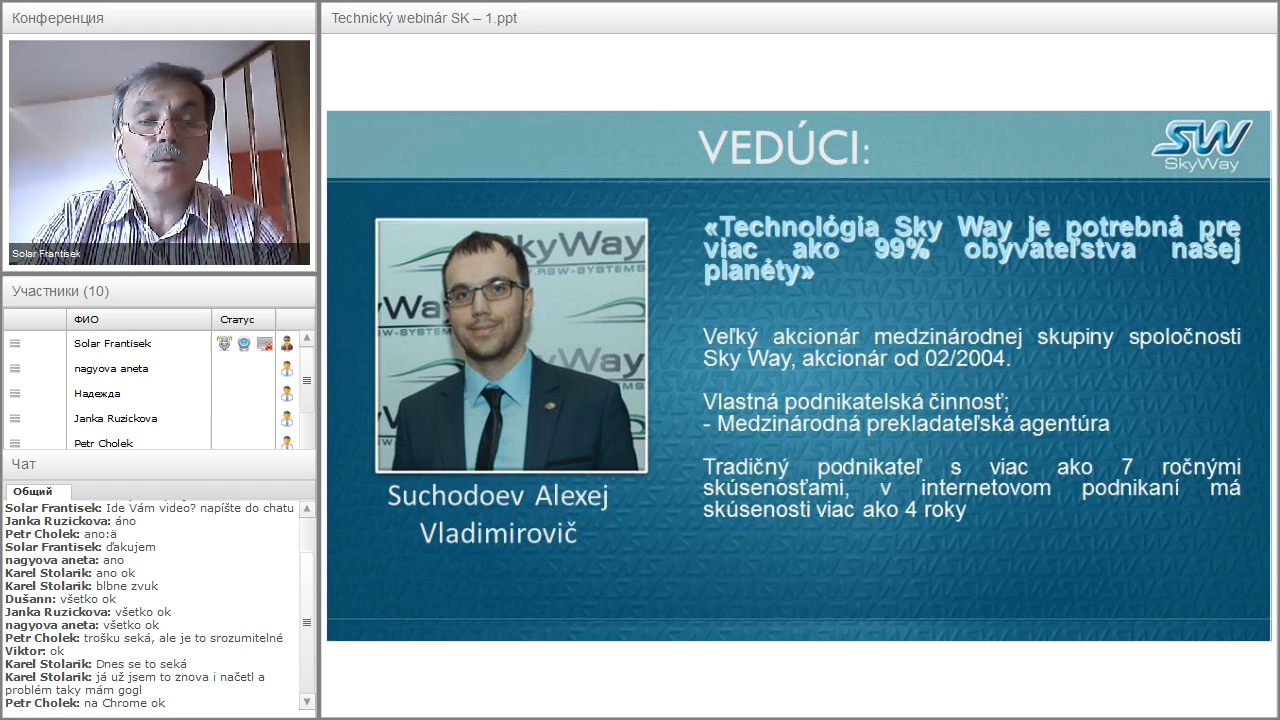 Конференция
Solar Frantisek
Участники (10)
ФИО
Статус
Solar Frantisek
nagyova aneta
Надежда
Janka Ruzickova
Petr Cholek
Чат
Общий
Solar Frantisek: Ide Vám video? napíšte do chatu
Janka Ruzickova: áno
Petr Cholek: ano:ä
Solar Frantisek: ďakujem
nagyova aneta: ano
Karel Stolarik: ano ok
Karel Stolarik: blbne zvuk
Dušann: všetko ok
Janka Ruzickova: všetko ok
nagyova aneta: všetko ok
Petr Cholek: trošku seká, ale je to srozumitelné
Viktor: ok
Karel Stolarik: Dnes se to seká
Karel Stolarik: já už jsem to znova i načetl a
problém taky mám gogl
Petr Cholek: na Chrome ok
Technický webinár SK – 1.ppt
VEDÚCI:
SW
SkyWay
«Technológia Sky Way je potrebná pre
viac ako 99% obyvateľstva našej
planéty»
Veľký akcionár medzinárodnej skupiny spoločnosti
Sky Way, akcionár od 02/2004.
Vlastná podnikatelská činnosť;
- Medzinárodná prekladateľská agentúra
Tradičný podnikateľ s viac ako 7 ročnými
skúsenosťami, v internetovom podnikaní má
skúsenosti viac ako 4 roky
SkyWay
.RSW-SYSTEMS
Suchodoev Alexej
Vladimirovič